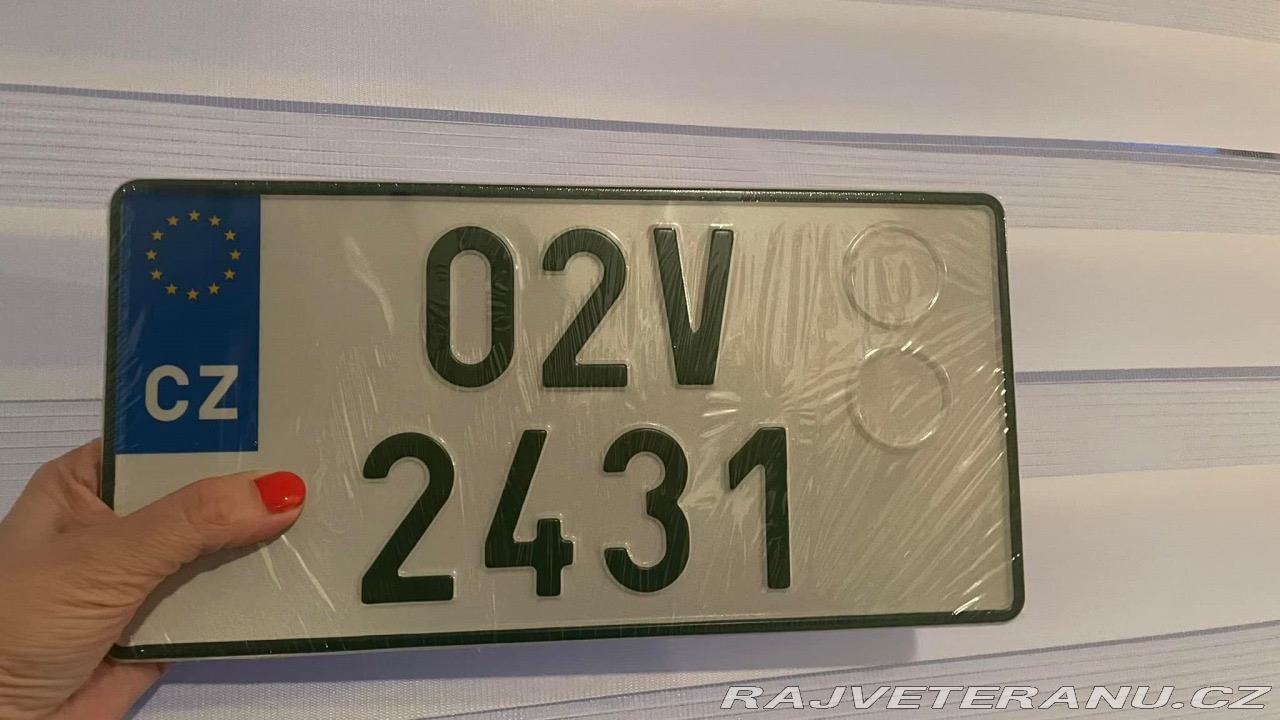 02V
CZ
2431
RAJVETERANU.CZ